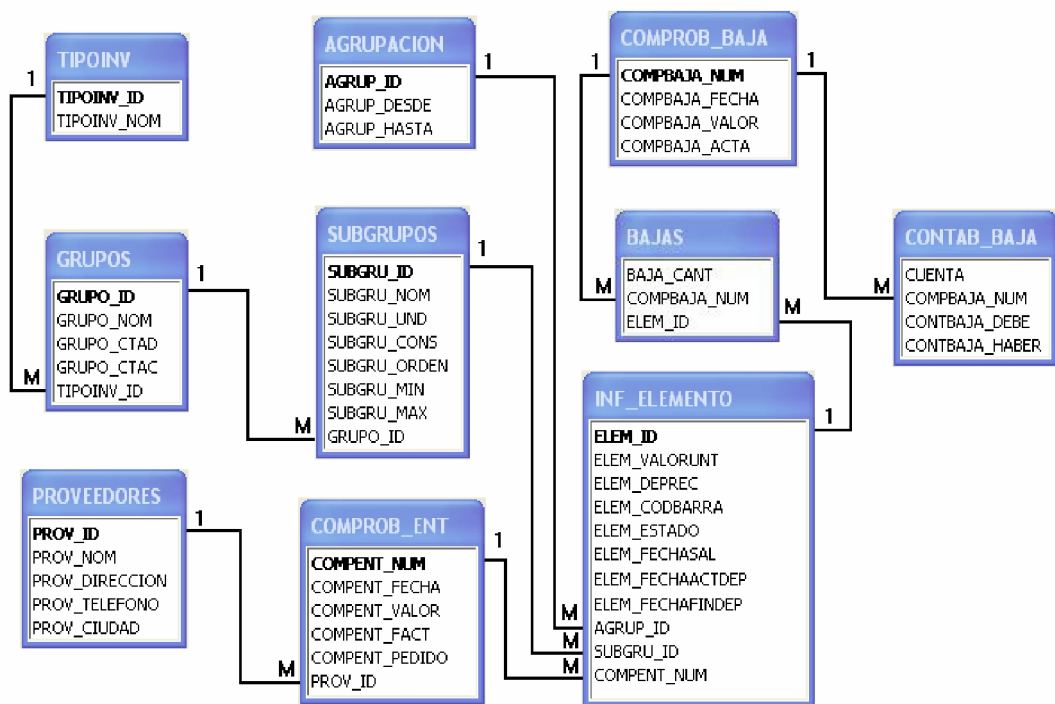 TIPOINV
TIPOINV_ID
TIPOINV_NOM
1
AGRUPACION
AGRUP_ID
AGRUP_DESDE
AGRUP_HASTA
1
COMPROB_BAJA
COMPBAJA_NUM
COMPBAJA_FECHA
COMPBAJA_VALOR
COMPBAJA_ACTA
1
1
GRUPOS
GRUPO_ID
GRUPO_NOM
GRUPO_CTAD
GRUPO_CTAC
TIPOINV_ID
1
M
SUBGRUPOS
SUBGRU_ID
SUBGRU_NOM
SUBGRU_UND
SUBGRU_CONS
SUBGRU_ORDEN
SUBGRU_MIN
SUBGRU_MAX
GRUPO_ID
1
M
BAJAS
BAJA_CANT
COMPBAJA_NUM
ELEM_ID
M
M
CONTAB_BAJA
CUENTA
COMPBAJA_NUM
CONTBAJA_DEBE
CONTBAJA_HABER
M
PROVEEDORES
PROV_ID
PROV_NOM
PROV_DIRECCION
PROV_TELEFONO
PROV_CIUDAD
1
COMPROB_ENT
COMPENT_NUM
COMPENT_FECHA
COMPENT_VALOR
COMPENT_FACT
COMPENT_PEDIDO
PROV_ID
1
M
INF_ELEMENTO
ELEM_ID
ELEM_VALORUNT
ELEM_DEPREC
ELEM_CODBARRA
ELEM_ESTADO
ELEM_FECHASAL
ELEM_FECHAACTDEP
ELEM_FECHAFINDEP
AGRUP_ID
SUBGRU_ID
COMPENT_NUM
1
M
M
M